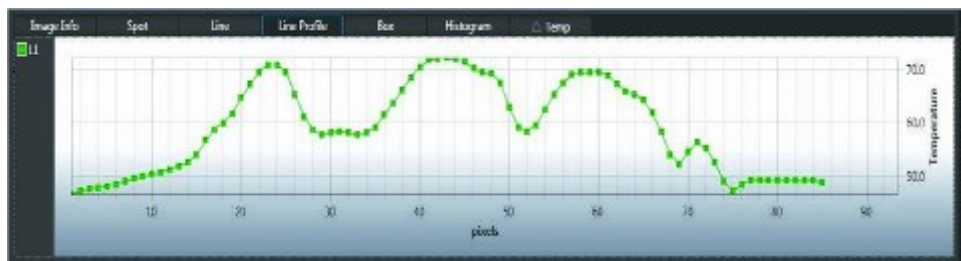 Image Info Spot Line Line Profile Box Histogram △ Temp
L1
70.0
60.0
50.0
Temperature
10 20 30 40 50 60 70 80 90
pixels